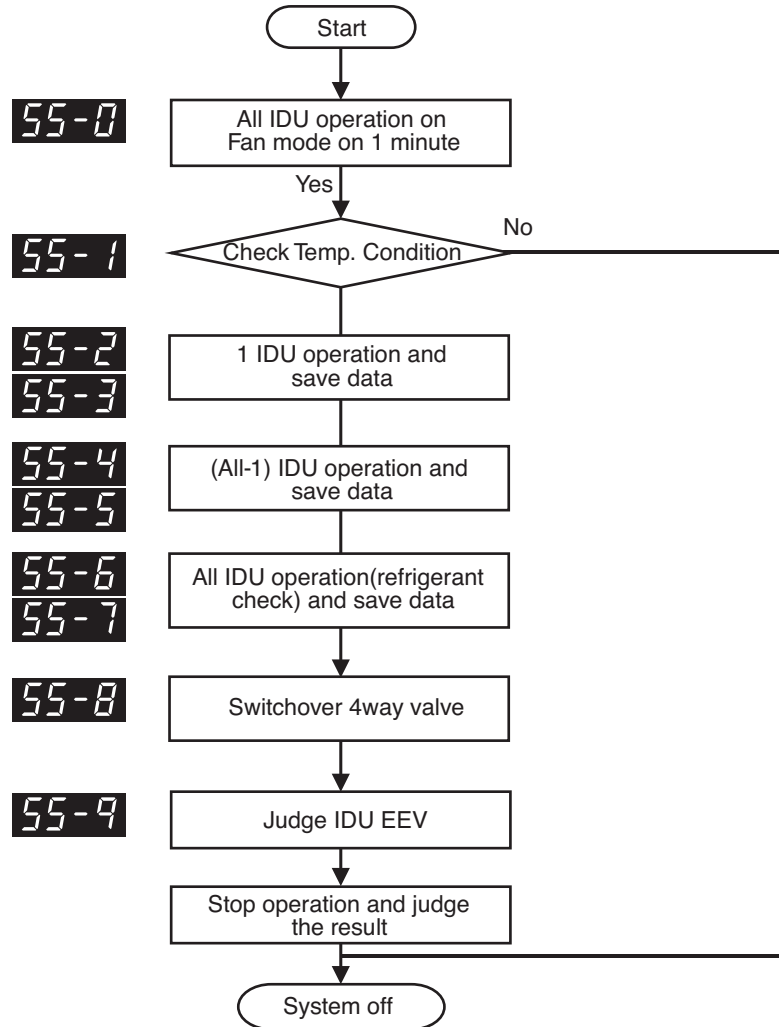 Start
55-0
All IDU operation on
Fan mode on 1 minute
Yes
No
55-1
Check Temp. Condition
55-2
1 IDU operation and
save data
55-3
55-4
(All-1) IDU operation and
save data
55-5
55-6
All IDU operation(refrigerant
check) and save data
55-7
55-8
Switchover 4way valve
55-9
Judge IDU EEV
Stop operation and judge
the result
System off